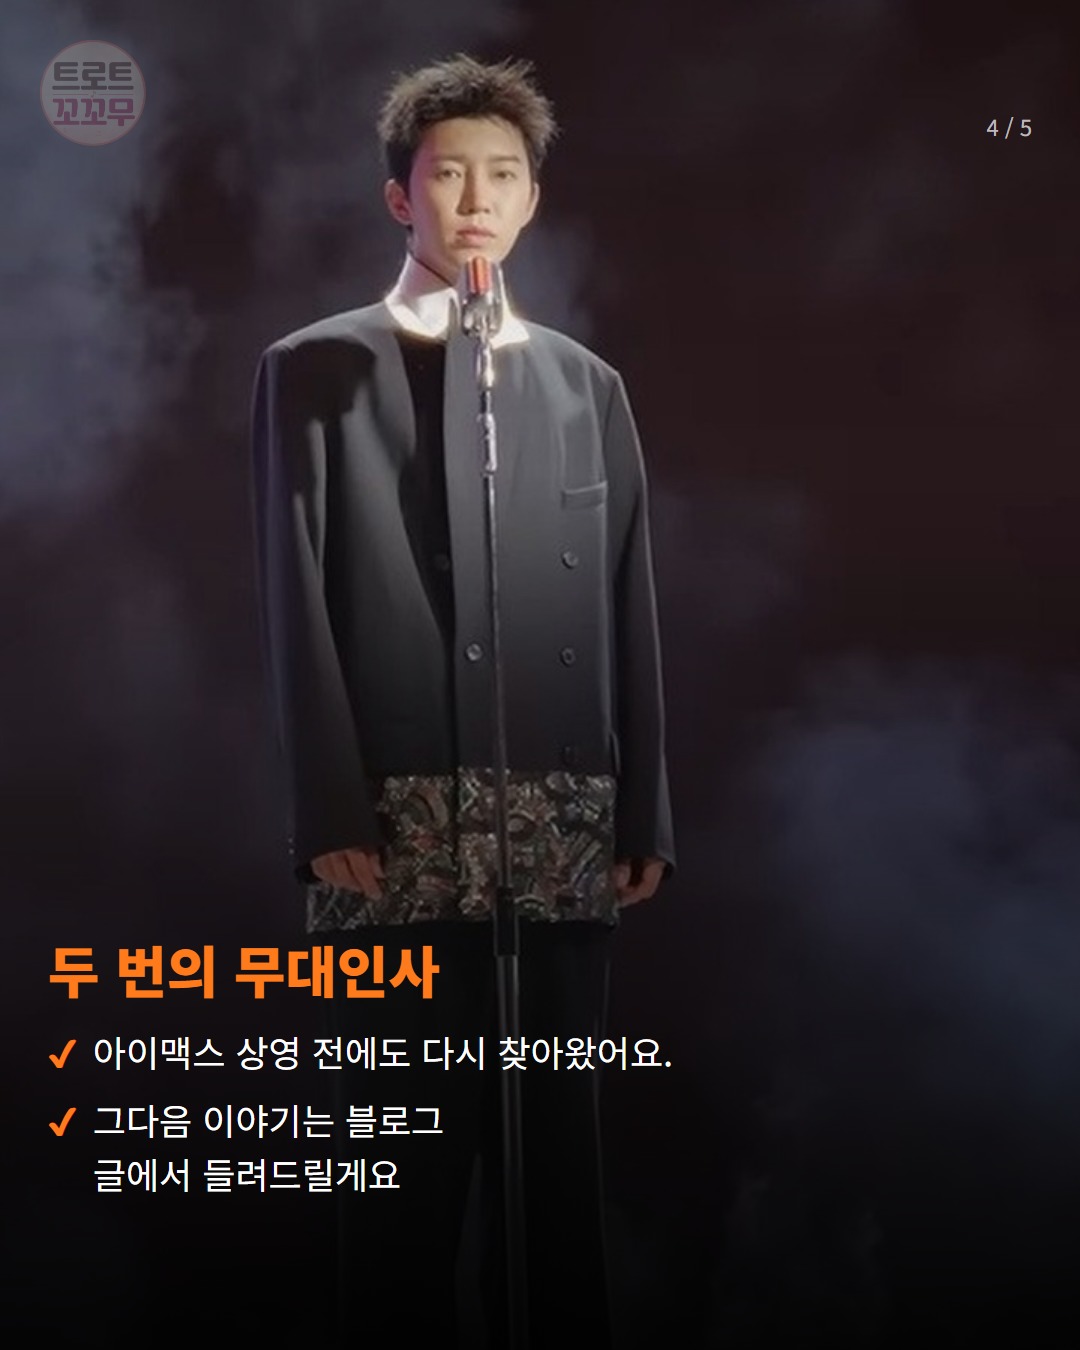 트로트
꼬꼬무
4 / 5
두 번의 무대인사
✔ 아이맥스 상영 전에도 다시 찾아왔어요.
✔ 그다음 이야기는 블로그
글에서 들려드릴게요